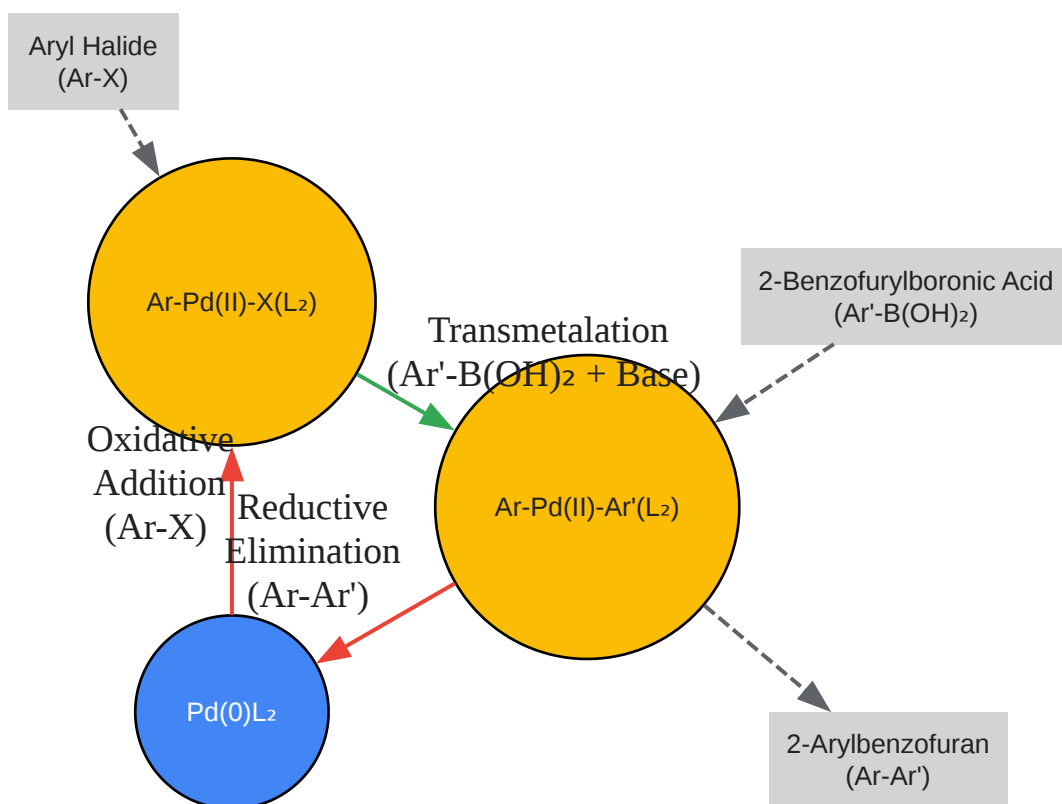 Aryl Halide
(Ar-X)
Ar-Pd(II)-X(L₂)
2-Benzofurylboronic Acid
(Ar'-B(OH)₂)
Transmetalation
(Ar'-B(OH)₂ + Base)
Oxidative
Addition
(Ar-X)
Reductive
Elimination
(Ar-Ar')
Ar-Pd(II)-Ar'(L₂)
Pd(0)L₂
2-Arylbenzofuran
(Ar-Ar')